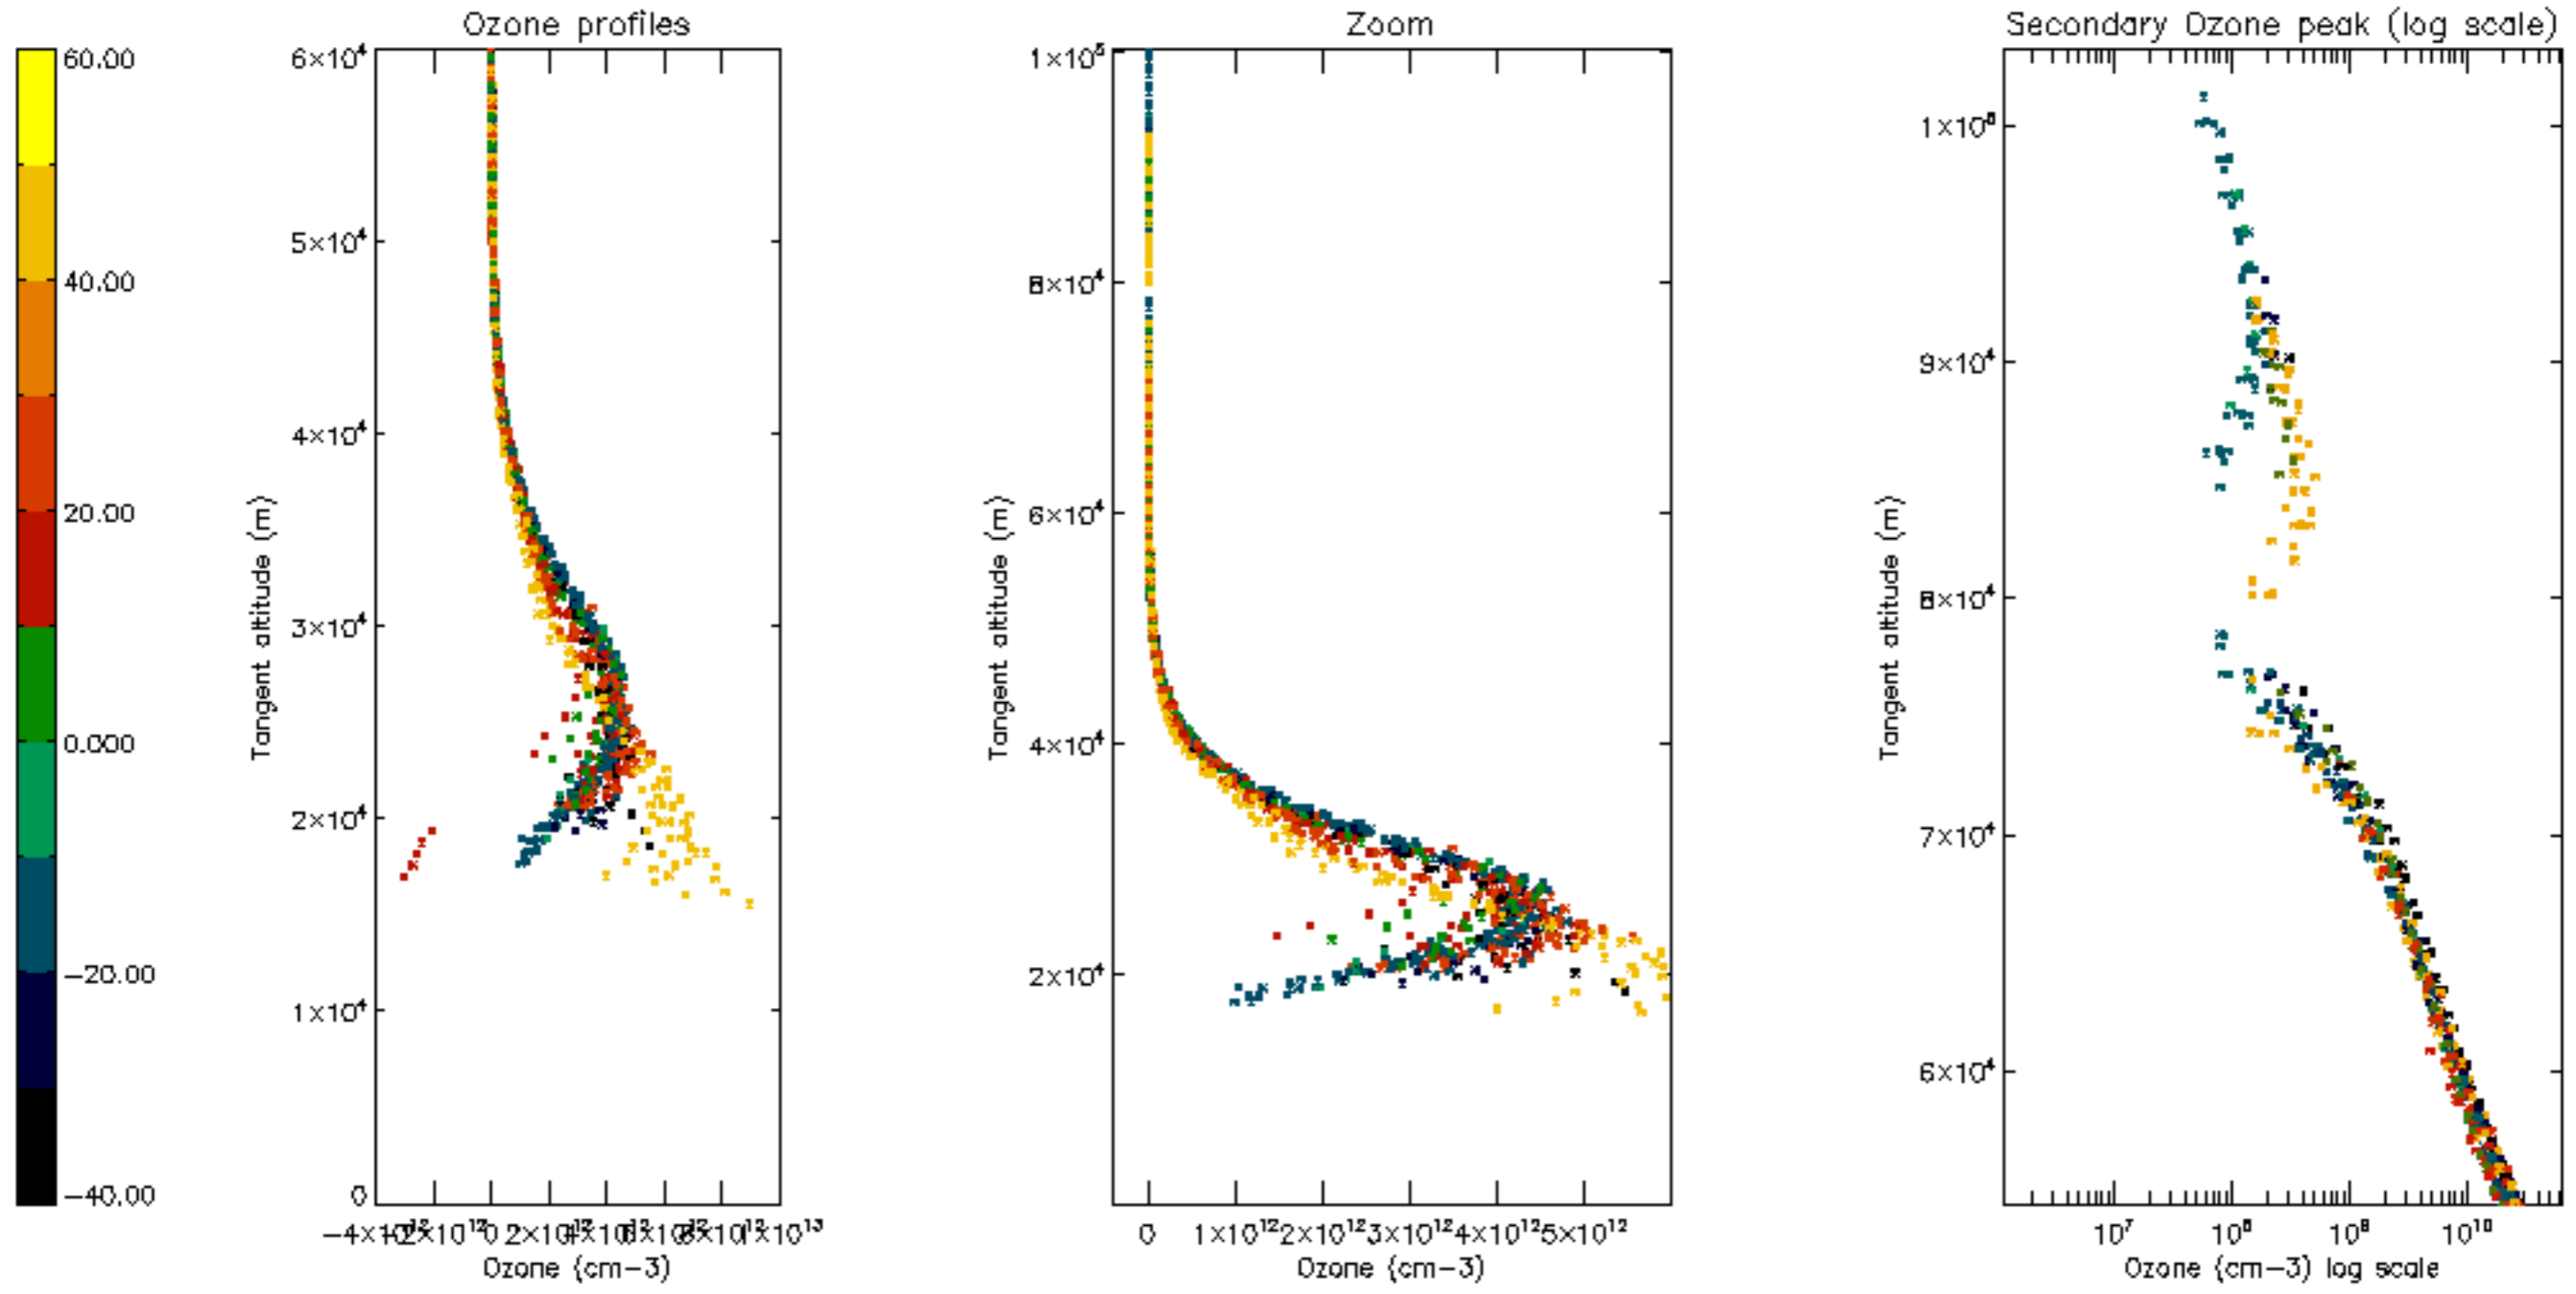 Ozone profiles
Zoom
Secondary Ozone peak (log scale)
60.00
40.00
20.00
0.000
−20.00
−40.00
Tangent altitude (m)
6×10⁴
5×10⁴
4×10⁴
3×10⁴
2×10⁴
1×10⁴
0
Ozone (cm−3)
Tangent altitude (m)
1×10⁵
8×10⁴
6×10⁴
4×10⁴
2×10⁴
0 1×10¹² 2×10¹² 3×10¹² 4×10¹² 5×10¹²
Ozone (cm−3)
Tangent altitude (m)
1×10⁵
9×10⁴
8×10⁴
7×10⁴
6×10⁴
10⁷ 10⁸ 10⁹ 10¹⁰
Ozone (cm−3) log scale